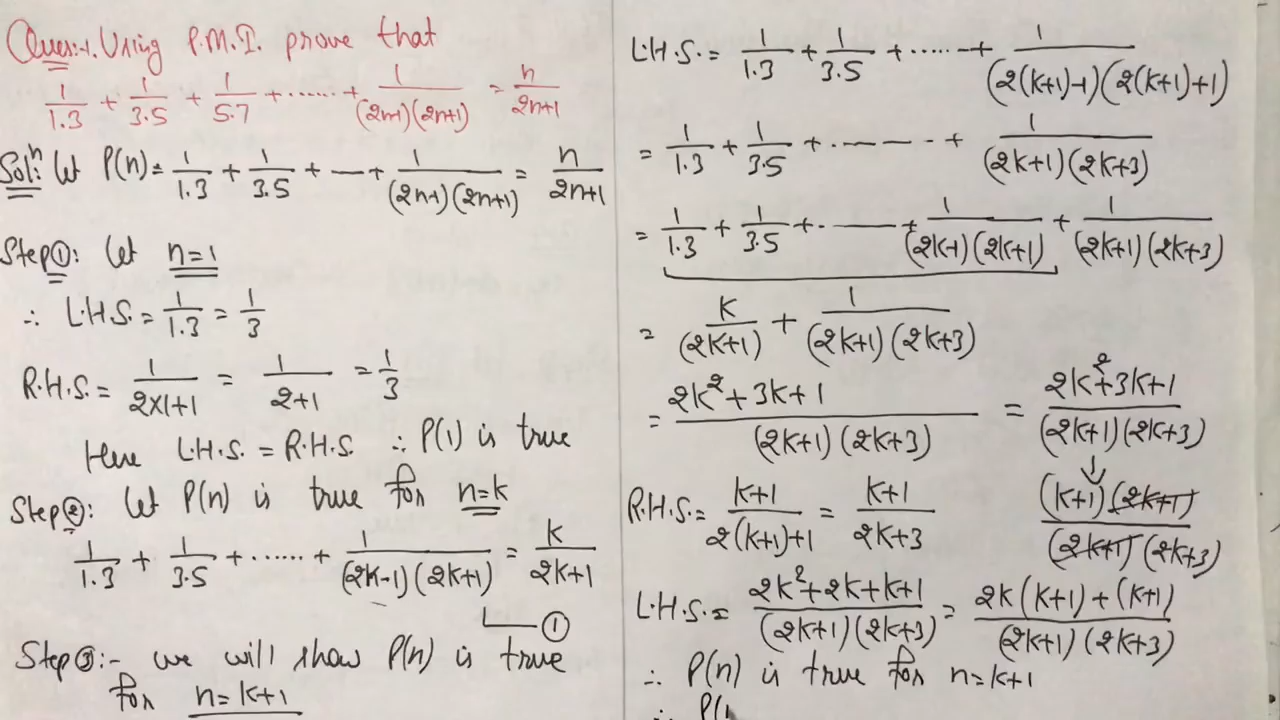 Ques:-1. Using P.M.I. prove that
1/1.3 + 1/3.5 + 1/5.7 + ...... + 1/(2n-1)(2n+1) = n/2n+1
Solⁿ: Let P(n) = 1/1.3 + 1/3.5 + — + 1/(2n-1)(2n+1) = n/2n+1
Step①: Let n=1
∴ L.H.S. = 1/1.3 = 1/3
R.H.S. = 1/2×1+1 = 1/2+1 = 1/3
Here L.H.S. = R.H.S. ∴ P(1) is true
Step②: Let P(n) is true for n=k
1/1.3 + 1/3.5 + ...... + 1/(2k-1)(2k+1) = k/2k+1
①
Step③:- we will show P(n) is true
for n=k+1
L.H.S. = 1/1.3 + 1/3.5 + ...... + 1/(2(k+1)-1)(2(k+1)+1)
= 1/1.3 + 1/3.5 + ...... + 1/(2k+1)(2k+3)
= 1/1.3 + 1/3.5 + ...... + 1/(2k-1)(2k+1) + 1/(2k+1)(2k+3)
= k/(2k+1) + 1/(2k+1)(2k+3)
= 2k²+3k+1/(2k+1)(2k+3) = 2k²+3k+1/(2k+1)(2k+3)
↓
R.H.S. = k+1/2(k+1)+1 = k+1/2k+3
(k+1)(2k+1)/(2k+1)(2k+3)
L.H.S. = 2k²+2k+k+1/(2k+1)(2k+3) = 2k(k+1)+(k+1)/(2k+1)(2k+3)
∴ P(n) is true for n=k+1
∴ P(